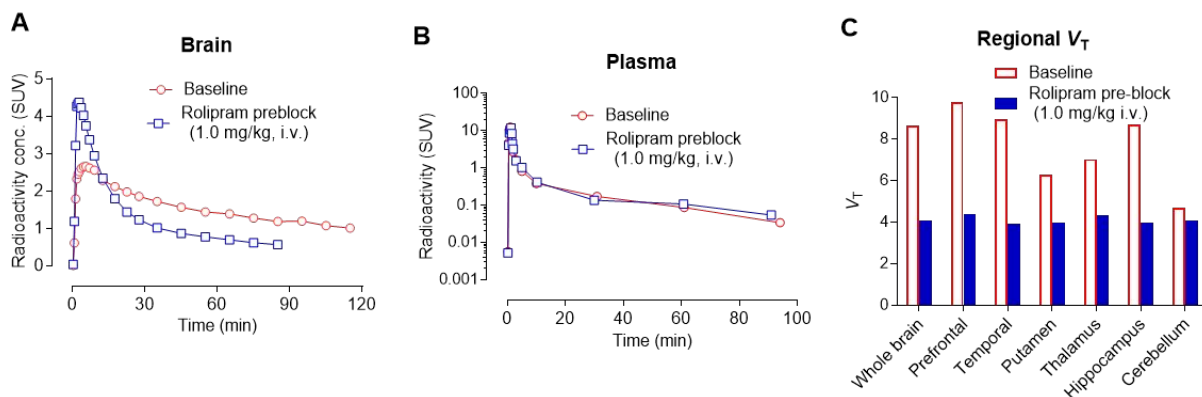 A
Brain
Radioactivity conc. (SUV)
5
4
3
2
1
0
Baseline
Rolipram preblock
(1.0 mg/kg, i.v.)
0 30 60 90 120
Time (min)
B
Plasma
Radioactivity (SUV)
100
10
1
0.1
0.01
0.001
Baseline
Rolipram preblock
(1.0 mg/kg, i.v.)
0 20 40 60 80 100
Time (min)
C
Regional VT
Baseline
Rolipram pre-block
(1.0 mg/kg, i.v.)
VT
10
8
6
4
2
0
Whole brain
Prefrontal
Temporal
Putamen
Thalamus
Hippocampus
Cerebellum